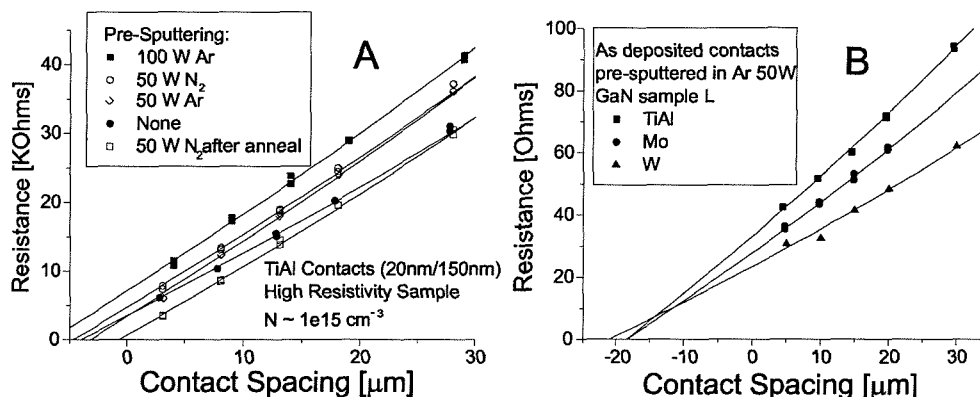 Pre-Sputtering:
100 W Ar
50 W N2
50 W Ar
None
50 W N2 after anneal
A
TiAl Contacts (20nm/150nm)
High Resistivity Sample
N ~ 1e15 cm-3
Resistance [KOhms]
40
30
20
10
0
0
10
20
30
Contact Spacing [μm]
As deposited contacts
pre-sputtered in Ar 50W
GaN sample L
TiAl
Mo
W
B
Resistance [Ohms]
100
80
60
40
20
0
-20
-10
0
10
20
30
Contact Spacing [μm]